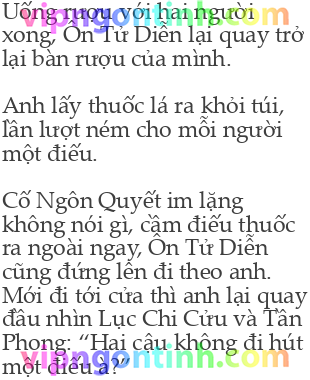 Uống rượu với hai người
xong, Ôn Tử Diễn lại quay trở
lại bàn rượu của mình.
Anh lấy thuốc lá ra khỏi túi,
lần lượt ném cho mỗi người
một điếu.
Cố Ngôn Quyết im lặng
không nói gì, cầm điếu thuốc
ra ngoài ngay, Ôn Tử Diễn
cũng đứng lên đi theo anh.
Mới đi tới cửa thì anh lại quay
đầu nhìn Lục Chi Cửu và Tần
Phong: “Hai cậu không đi hút
một điếu à?”
vipngontinh.com
vipngontinh.com